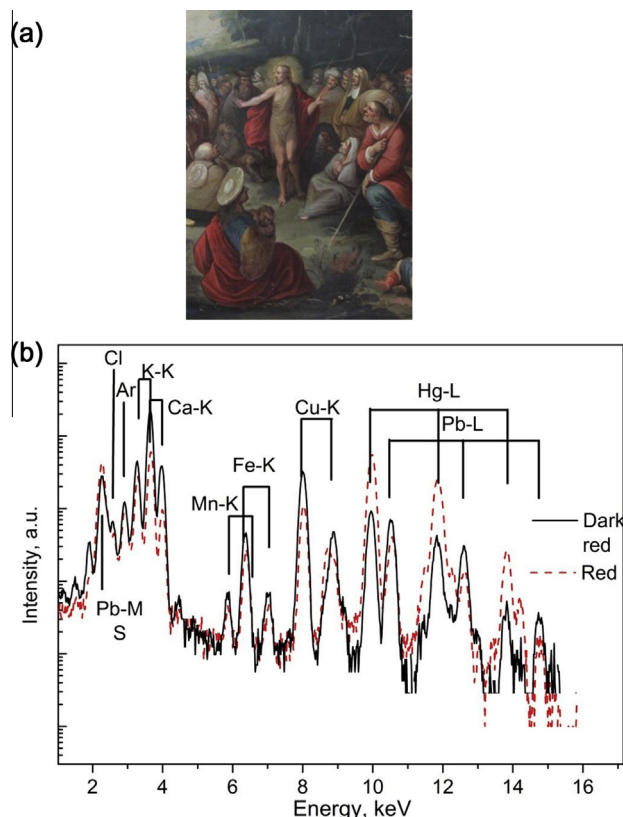 (a)
(b)
Cl
Ar
K-K
Ca-K
Mn-K
Fe-K
Cu-K
Hg-L
Pb-L
Pb-M
S
Dark
red
Red
Intensity, a.u.
2 4 6 8 10 12 14 16
Energy, keV